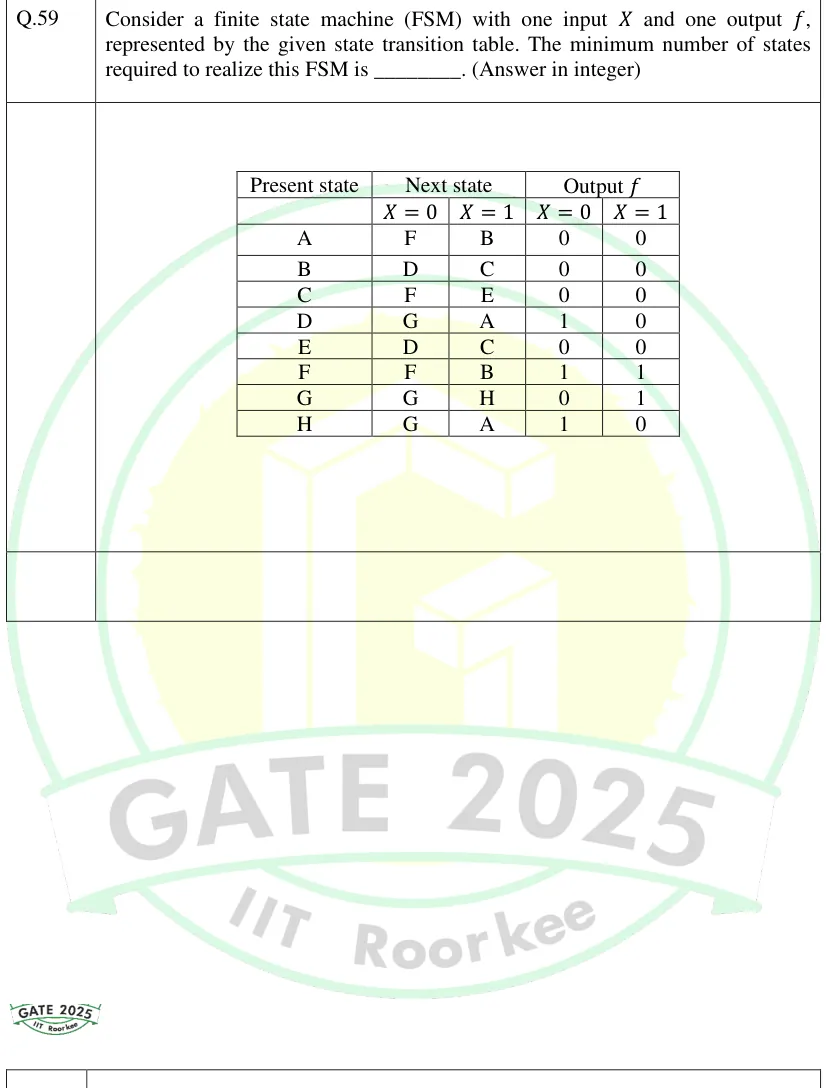 Q.59 Consider a finite state machine (FSM) with one input X and one output f,
represented by the given state transition table. The minimum number of states
required to realize this FSM is ________. (Answer in integer)
Present state Next state Output f
X = 0 X = 1 X = 0 X = 1
A F B 0 0
B D C 0 0
C F E 0 0
D G A 1 0
E D C 0 0
F F B 1 1
G G H 0 1
H G A 1 0
GATE 2025
IIT Roorkee
GATE 2025
IIT Roorkee